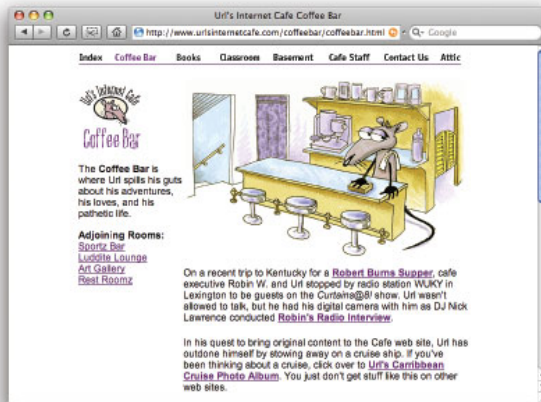 Url's Internet Cafe Coffee Bar
http://www.urlsinternetcafe.com/coffeebar/coffeebar.html
Google
Index Coffee Bar Books Classroom Basement Cafe Staff Contact Us Attic
Url's Internet Cafe
Coffee Bar
The Coffee Bar is
where Url spills his guts
about his adventures,
his loves, and his
pathetic life.
Adjoining Rooms:
Sportz Bar
Luddite Lounge
Art Gallery
Rest Roomz
On a recent trip to Kentucky for a Robert Burns Supper, cafe
executive Robin W. and Url stopped by radio station WUKY in
Lexington to be guests on the Curtains@8! show. Url wasn't
allowed to talk, but he had his digital camera with him as DJ Nick
Lawrence conducted Robin's Radio Interview.
In his quest to bring original content to the Cafe web site, Url has
outdone himself by stowing away on a cruise ship. If you've
been thinking about a cruise, click over to Url's Carribbean
Cruise Photo Album. You just don't get stuff like this on other
web sites.